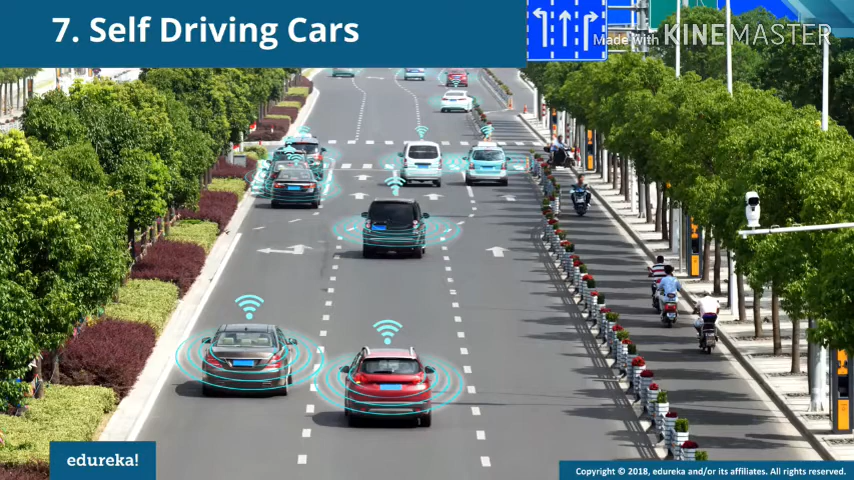 7. Self Driving Cars
Made with KINEMASTER
edureka!
Copyright © 2018, edureka and/or its affiliates. All rights reserved.